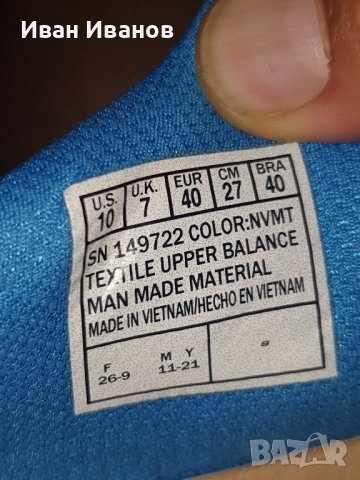 Иван Иванов
U.S. U.K. EUR CM BRA
10 7 40 27 40
SN 149722 COLOR:NVMT
TEXTILE UPPER BALANCE
MAN MADE MATERIAL
MADE IN VIETNAM/HECHO EN VIETNAM
F M Y
26-9 11-21
BAZAR